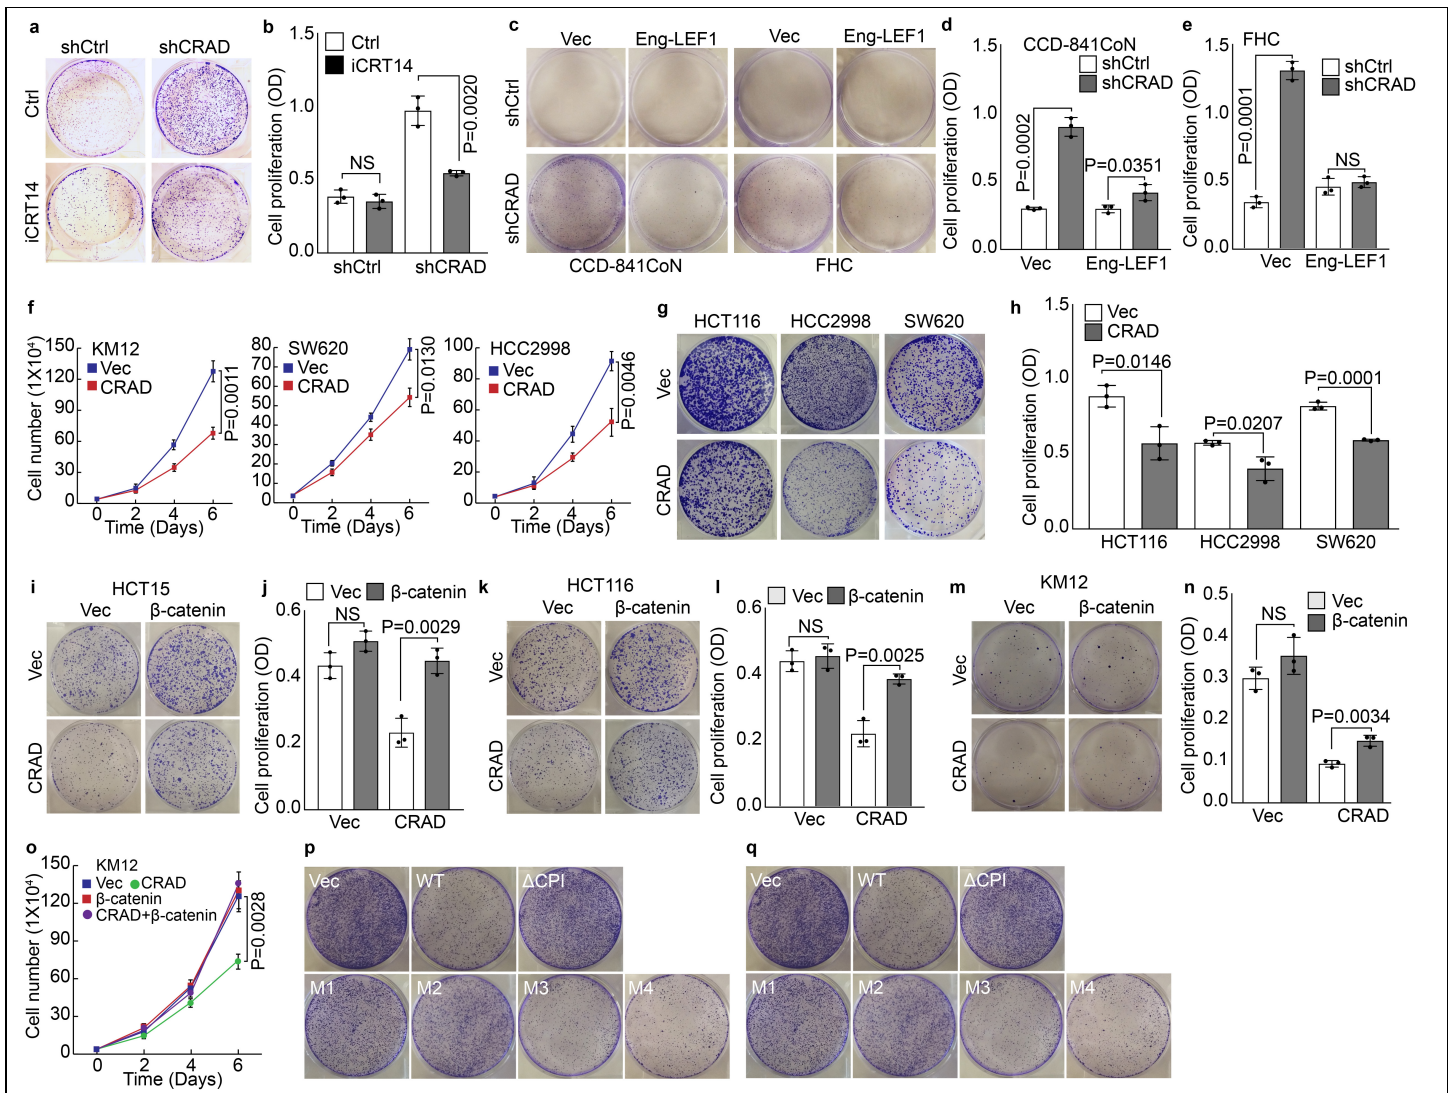 a
shCtrl
shCRAD
Ctrl
iCRT14
b
Cell proliferation (OD)
1.5
1.0
0.5
0.0
Ctrl
iCRT14
NS
P=0.0020
shCtrl
shCRAD
c
Vec
Eng-LEF1
Vec
Eng-LEF1
shCtrl
shCRAD
CCD-841CoN
FHC
d
Cell proliferation (OD)
1.5
1.0
0.5
0.0
CCD-841CoN
shCtrl
shCRAD
P=0.0002
P=0.0351
Vec
Eng-LEF1
e
Cell proliferation (OD)
1.5
1.0
0.5
0.0
FHC
shCtrl
shCRAD
P=0.0001
NS
Vec
Eng-LEF1
f
Cell number (1X10⁴)
150
120
90
60
30
0
KM12
Vec
CRAD
P=0.0011
0 2 4 6
Time (Days)
80
70
60
50
40
30
20
10
0
SW620
Vec
CRAD
P=0.0130
0 2 4 6
Time (Days)
100
80
60
40
20
0
HCC2998
Vec
CRAD
P=0.0046
0 2 4 6
Time (Days)
g
HCT116
HCC2998
SW620
Vec
CRAD
h
Cell proliferation (OD)
1.5
1.0
0.5
0.0
Vec
CRAD
P=0.0146
P=0.0207
P=0.0001
HCT116
HCC2998
SW620
i
HCT15
Vec
β-catenin
Vec
CRAD
j
Cell proliferation (OD)
0.6
0.4
0.2
0.0
Vec
β-catenin
NS
P=0.0029
Vec
CRAD
k
HCT116
Vec
β-catenin
Vec
CRAD
l
Cell proliferation (OD)
0.6
0.4
0.2
0.0
Vec
β-catenin
NS
P=0.0025
Vec
CRAD
m
KM12
Vec
β-catenin
Vec
CRAD
n
Cell proliferation (OD)
0.5
0.4
0.3
0.2
0.1
0.0
Vec
β-catenin
NS
P=0.0034
Vec
CRAD
o
Cell number (1X10⁴)
150
120
90
60
30
0
KM12
Vec
CRAD
β-catenin
CRAD+β-catenin
P=0.0028
0 2 4 6
Time (Days)
p
Vec
WT
ΔCPI
M1
M2
M3
M4
q
Vec
WT
ΔCPI
M1
M2
M3
M4